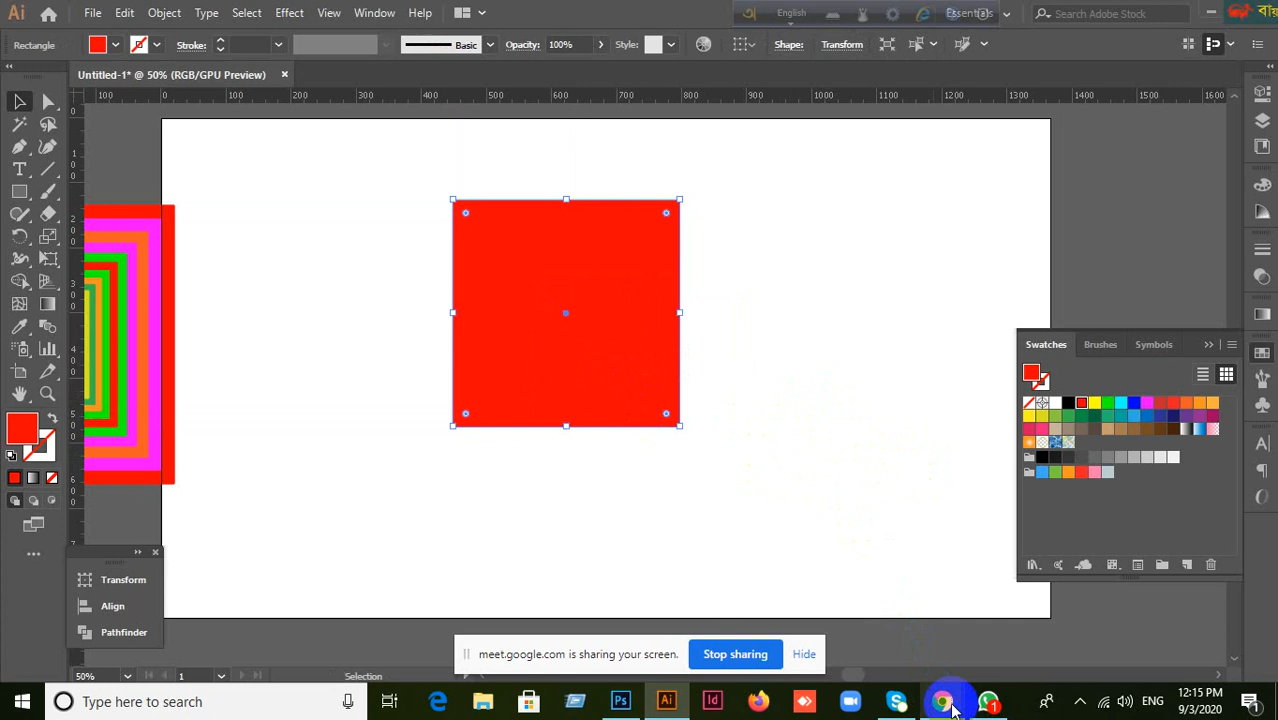 Ai File Edit Object Type Select Effect View Window Help English Essentials Search Adobe Stock
Rectangle Stroke: Basic Opacity: 100% Style: Shape: Transform
Untitled-1* @ 50% (RGB/GPU Preview)
100 0 100 200 300 400 500 600 700 800 900 1000 1100 1200 1300 1400 1500 1600
Swatches Brushes Symbols
Transform
Align
Pathfinder
meet.google.com is sharing your screen. Stop sharing Hide
50% 1 Selection
Type here to search Ps Ai Id 1 ENG 12:15 PM
9/3/2020